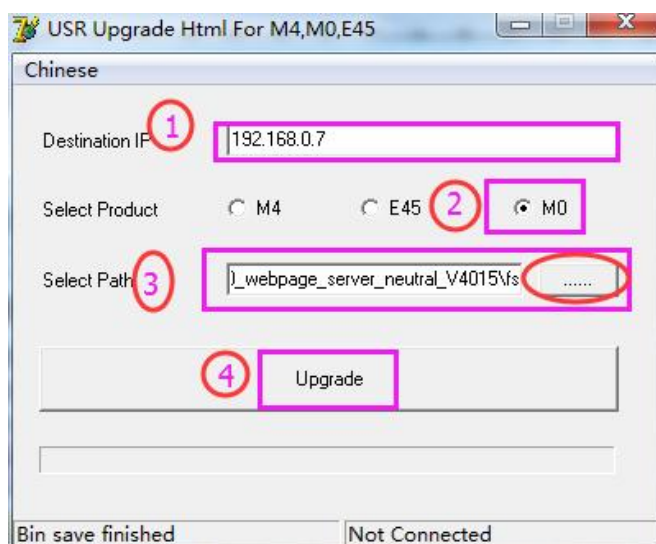 USR Upgrade Html For M4,M0,E45
Chinese
Destination IP 1 192.168.0.7
Select Product M4 E45 2 M0
Select Path 3 )_webpage_server_neutral_V4015\fs ......
4 Upgrade
Bin save finished Not Connected